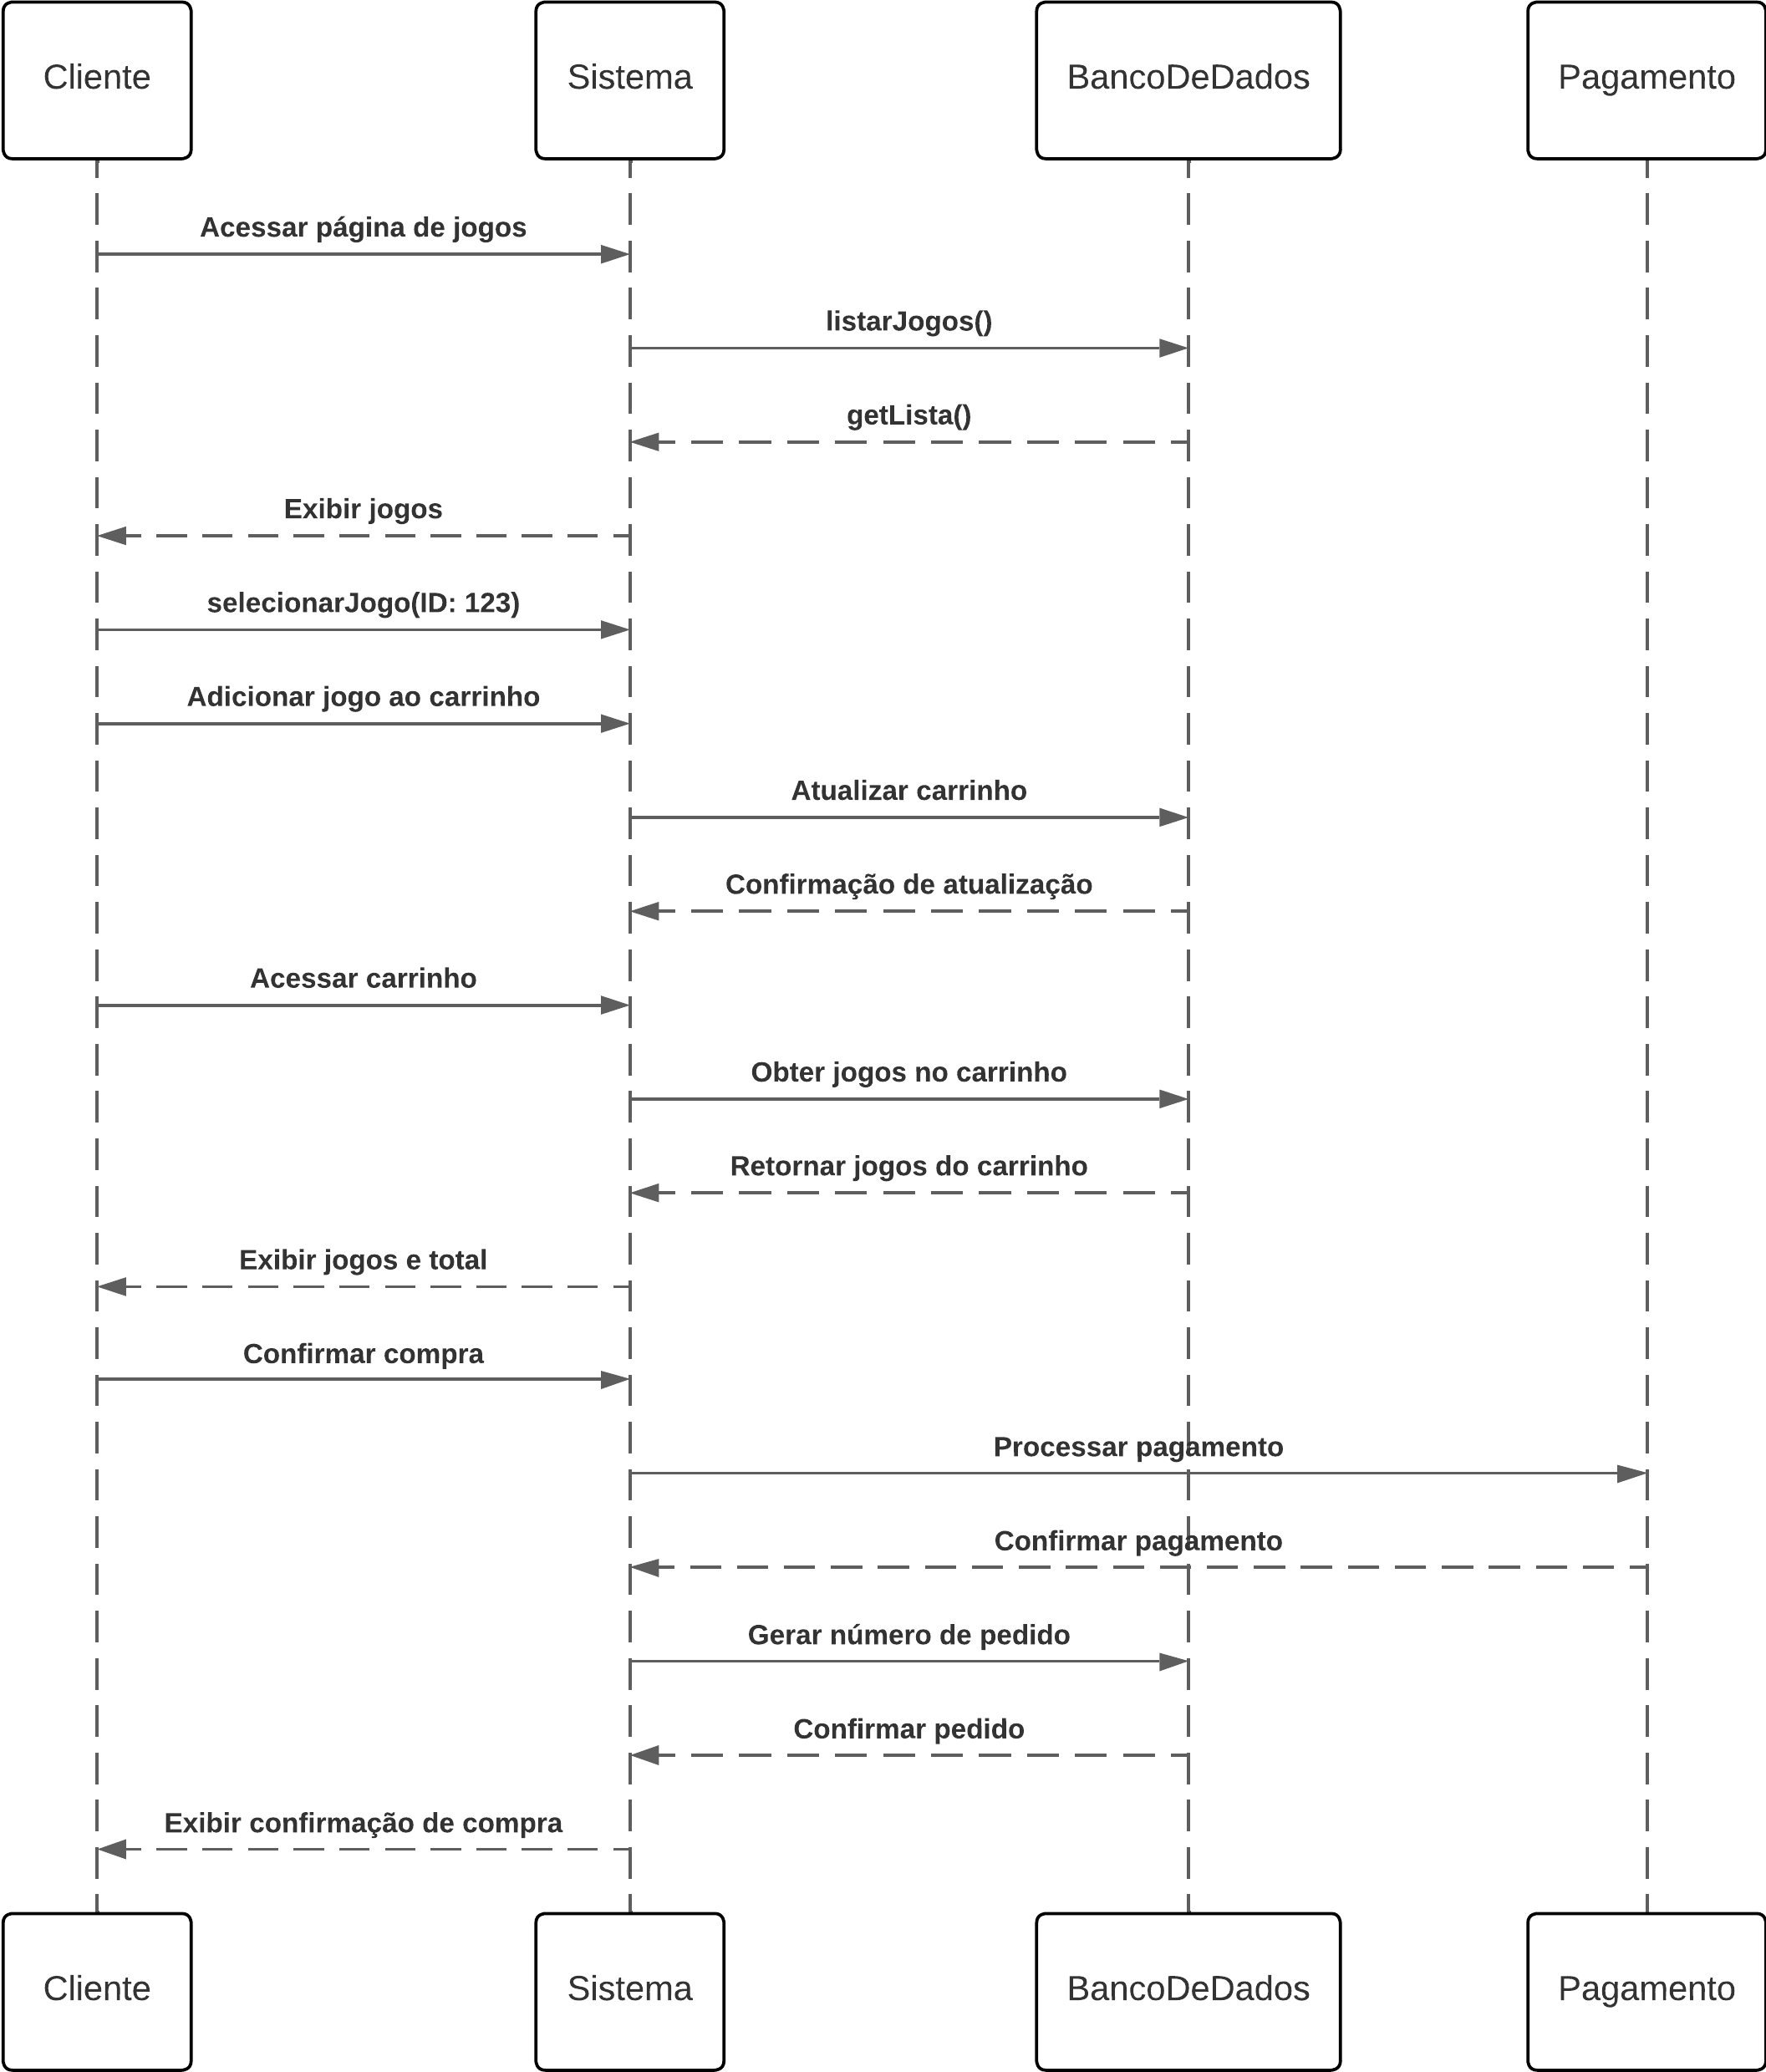 Cliente
Sistema
BancoDeDados
Pagamento
Acessar página de jogos
listarJogos()
getLista()
Exibir jogos
selecionarJogo(ID: 123)
Adicionar jogo ao carrinho
Atualizar carrinho
Confirmação de atualização
Acessar carrinho
Obter jogos no carrinho
Retornar jogos do carrinho
Exibir jogos e total
Confirmar compra
Processar pagamento
Confirmar pagamento
Gerar número de pedido
Confirmar pedido
Exibir confirmação de compra
Cliente
Sistema
BancoDeDados
Pagamento